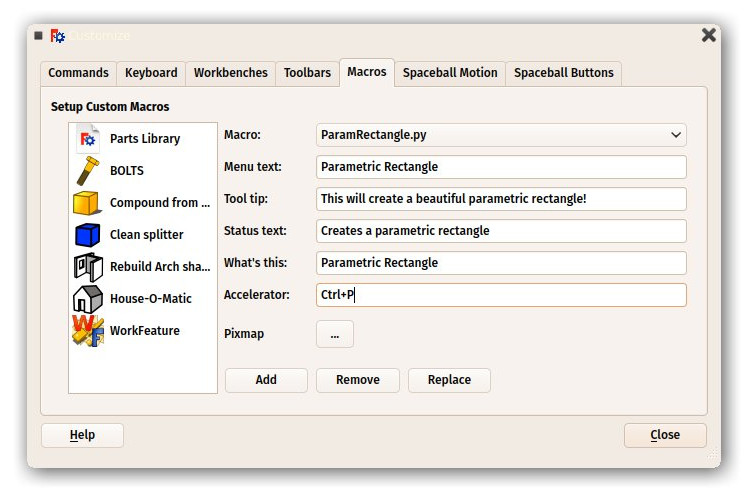 Customize
Commands Keyboard Workbenches Toolbars Macros Spaceball Motion Spaceball Buttons
Setup Custom Macros
Parts Library
BOLTS
Compound from ...
Clean splitter
Rebuild Arch sha...
House-O-Matic
WorkFeature
Macro: ParamRectangle.py
Menu text: Parametric Rectangle
Tool tip: This will create a beautiful parametric rectangle!
Status text: Creates a parametric rectangle
What's this: Parametric Rectangle
Accelerator: Ctrl+P
Pixmap ...
Add Remove Replace
Help Close